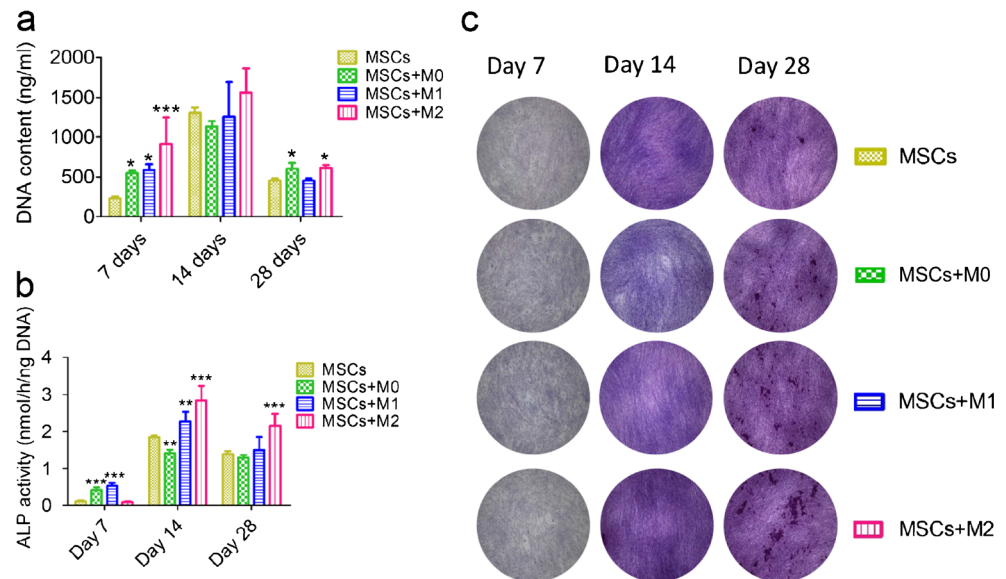 a
DNA content (ng/ml)
2000
1500
1000
500
0
*
*
***
*
*
7 days
14 days
28 days
MSCs
MSCs+M0
MSCs+M1
MSCs+M2
b
ALP activity (nmol/h/ng DNA)
4
3
2
1
0
***
***
**
**
***
***
Day 7
Day 14
Day 28
MSCs
MSCs+M0
MSCs+M1
MSCs+M2
c
Day 7 Day 14 Day 28
MSCs
MSCs+M0
MSCs+M1
MSCs+M2